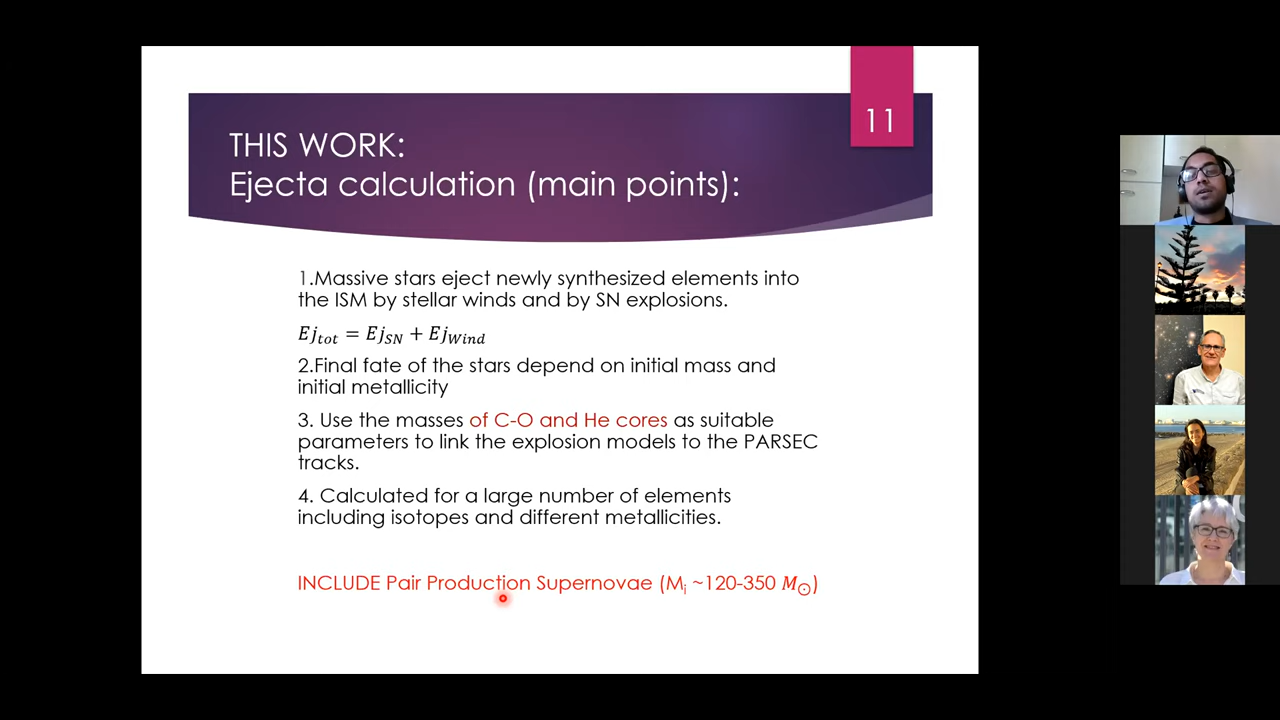 11
THIS WORK:
Ejecta calculation (main points):
1.Massive stars eject newly synthesized elements into
the ISM by stellar winds and by SN explosions.
Ej_tot = Ej_SN + Ej_Wind
2.Final fate of the stars depend on initial mass and
initial metallicity
3. Use the masses of C-O and He cores as suitable
parameters to link the explosion models to the PARSEC
tracks.
4. Calculated for a large number of elements
including isotopes and different metallicities.
INCLUDE Pair Production Supernovae (M_i ~120-350 M_⊙)